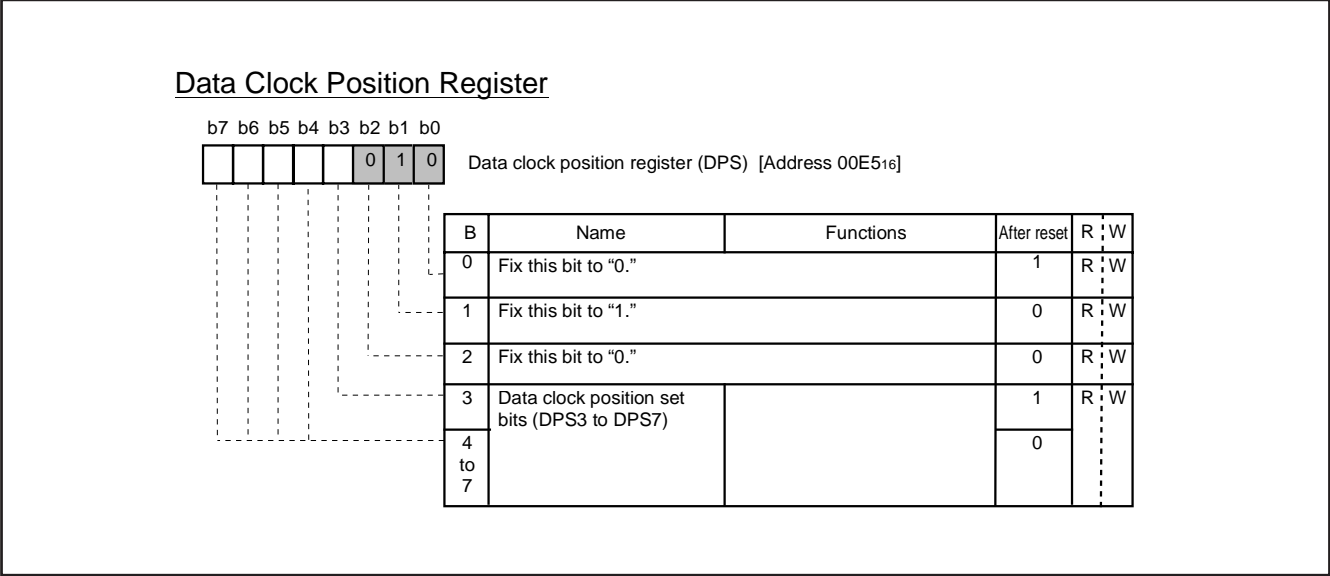 Data Clock Position Register
b7 b6 b5 b4 b3 b2 b1 b0
0 1 0
Data clock position register (DPS) [Address 00E516]
B Name Functions After reset R W
0 Fix this bit to “0.” 1 R W
1 Fix this bit to “1.” 0 R W
2 Fix this bit to “0.” 0 R W
3 Data clock position set 1 R W
bits (DPS3 to DPS7)
4 0
to
7